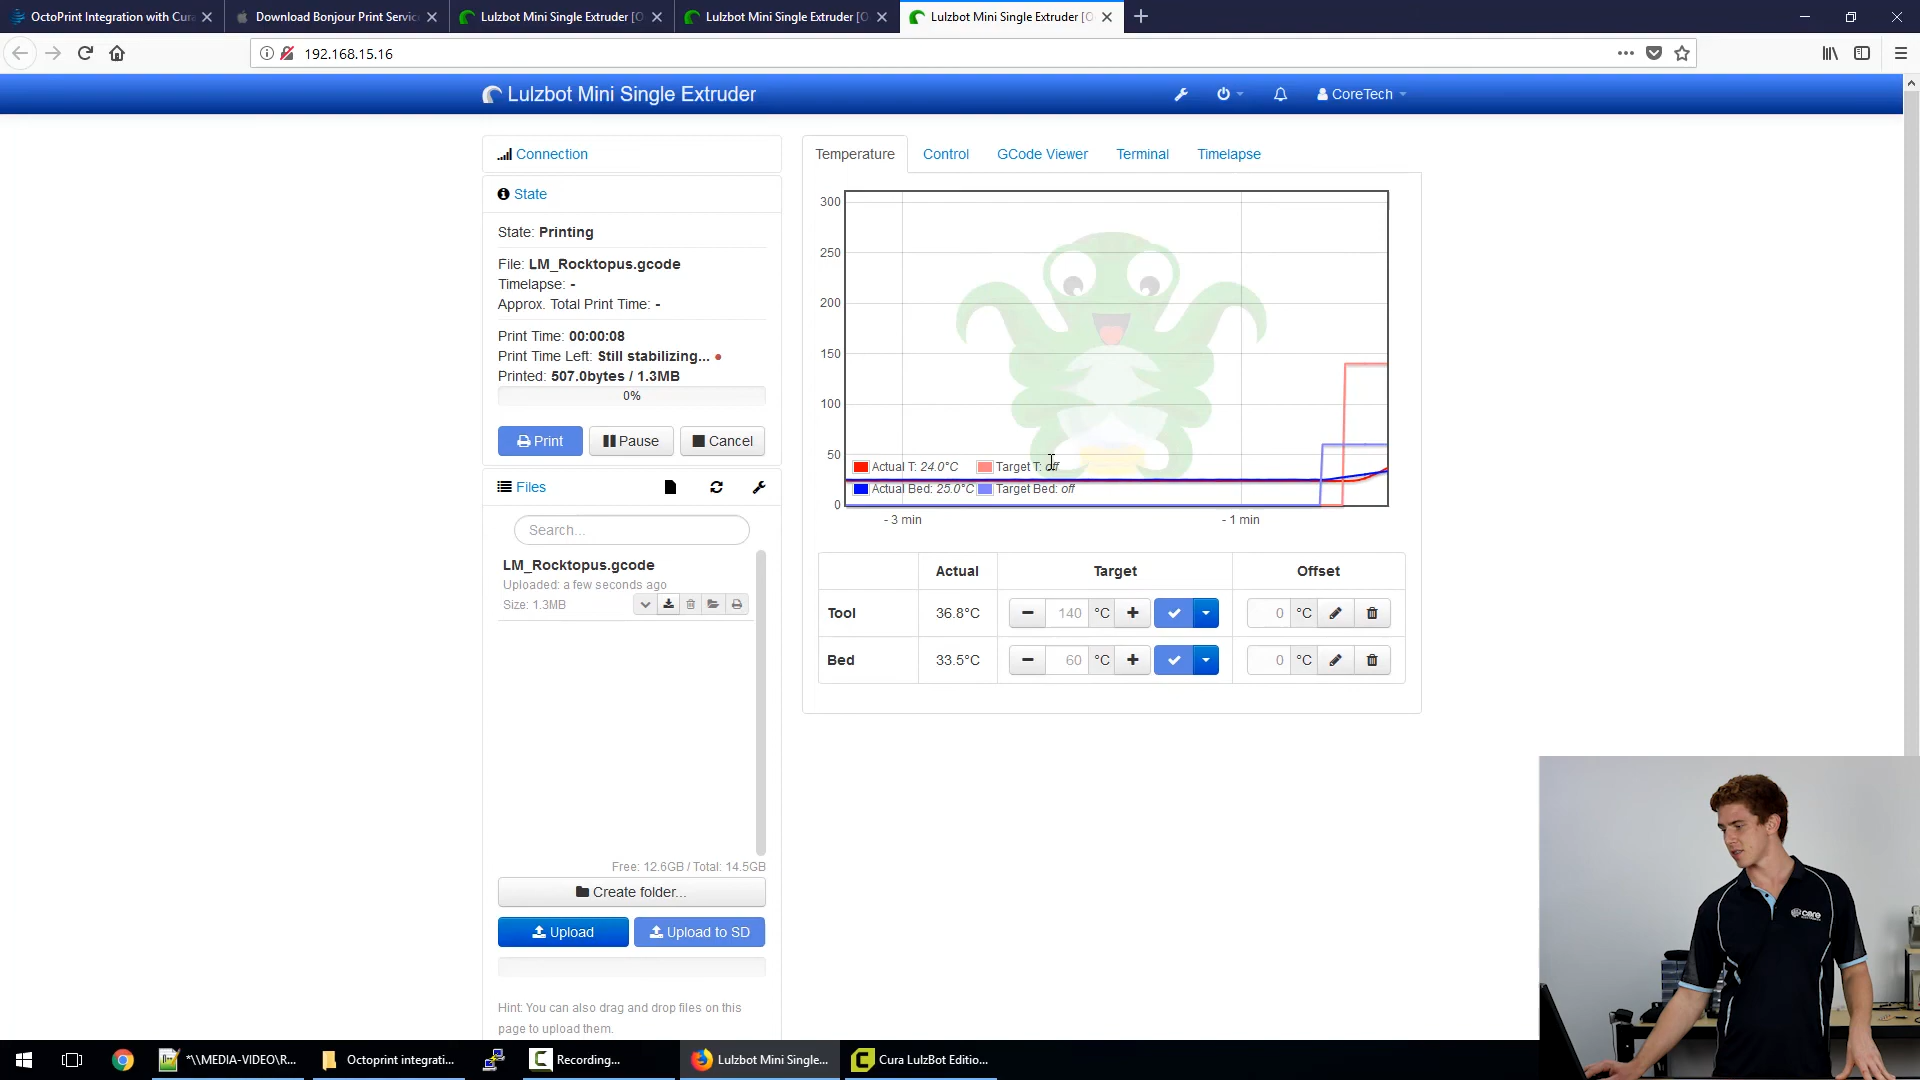 OctoPrint Integration with Cura
Download Bonjour Print Servic
Lulzbot Mini Single Extruder [O
Lulzbot Mini Single Extruder [O
Lulzbot Mini Single Extruder [O
192.168.15.16
Lulzbot Mini Single Extruder
CoreTech
Connection
State
State: Printing
File: LM_Rocktopus.gcode
Timelapse: -
Approx. Total Print Time: -
Print Time: 00:00:08
Print Time Left: Still stabilizing...
Printed: 507.0bytes / 1.3MB
0%
Print
Pause
Cancel
Files
Search...
LM_Rocktopus.gcode
Uploaded: a few seconds ago
Size: 1.3MB
Free: 12.6GB / Total: 14.5GB
Create folder...
Upload
Upload to SD
Hint: You can also drag and drop files on this
page to upload them.
Temperature
Control
GCode Viewer
Terminal
Timelapse
300
250
200
150
100
50
0
Actual T: 24.0°C
Target T: off
Actual Bed: 25.0°C
Target Bed: off
- 3 min
- 1 min
Actual
Target
Offset
Tool
36.8°C
140 °C
0 °C
Bed
33.5°C
60 °C
0 °C
core
*\\MEDIA-VIDEO\R...
Octoprint integrati...
Recording...
Lulzbot Mini Single...
Cura LulzBot Editio...